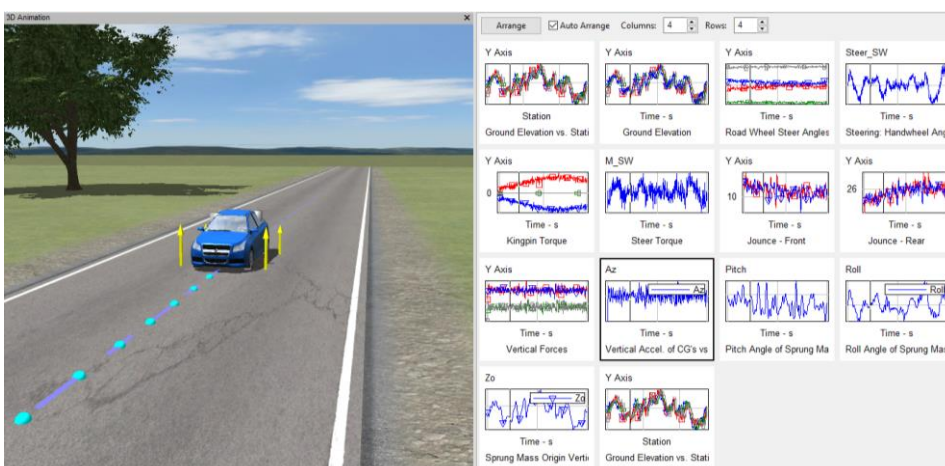 3D Animation
Arrange Auto Arrange Columns: 4 Rows: 4
Y Axis
Station
Ground Elevation vs. Stati
Y Axis
Time - s
Ground Elevation
Y Axis
Time - s
Road Wheel Steer Angles
Steer_SW
Time - s
Steering: Handwheel Ang
Y Axis
0
Time - s
Kingpin Torque
M_SW
Time - s
Steer Torque
Y Axis
10
Time - s
Jounce - Front
Y Axis
26
Time - s
Jounce - Rear
Y Axis
Time - s
Vertical Forces
Az
Az
Time - s
Vertical Accel. of CG's vs
Pitch
Time - s
Pitch Angle of Sprung Ma
Roll
Roll
Time - s
Roll Angle of Sprung Mas
Zo
Zo
Time - s
Sprung Mass Origin Verti
Y Axis
Station
Ground Elevation vs. Stati